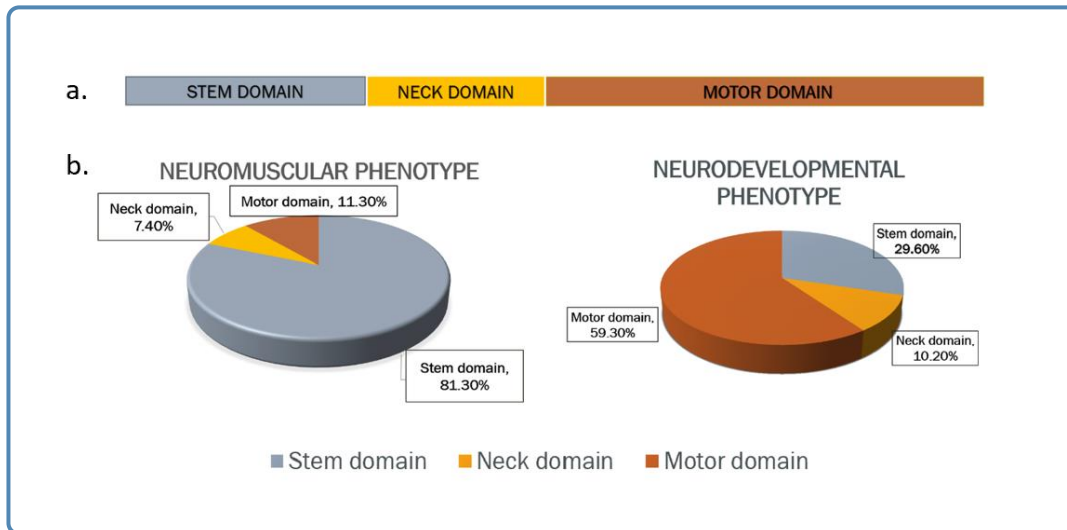 a.
STEM DOMAIN
NECK DOMAIN
MOTOR DOMAIN
b.
NEUROMUSCULAR PHENOTYPE
Neck domain,
7.40%
Motor domain, 11.30%
Stem domain,
81.30%
NEURODEVELOPMENTAL
PHENOTYPE
Stem domain,
29.60%
Motor domain,
59.30%
Neck domain,
10.20%
Stem domain
Neck domain
Motor domain